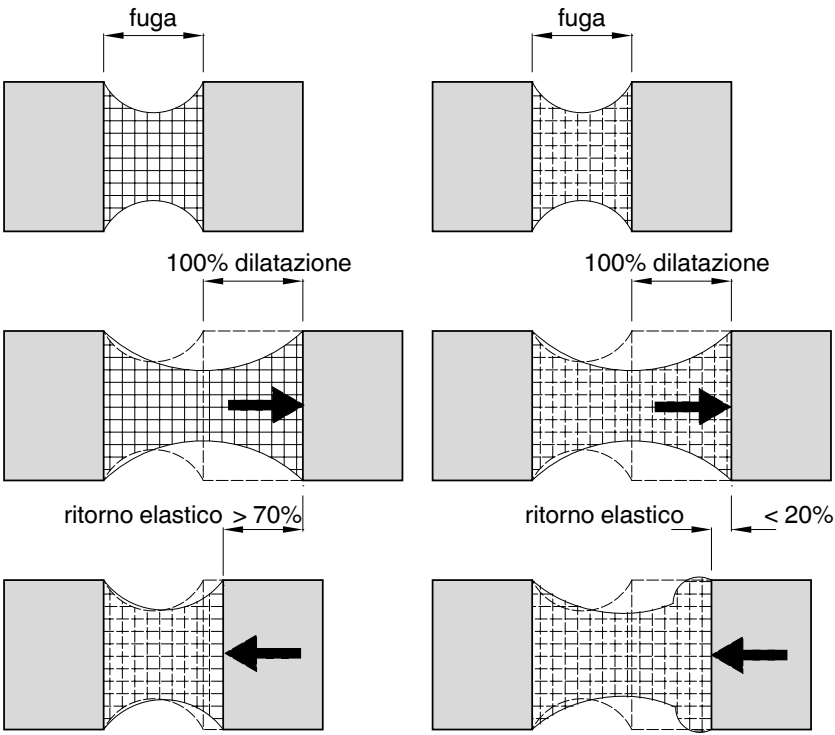 fuga
fuga
100% dilatazione
100% dilatazione
ritorno elastico > 70%
ritorno elastico < 20%